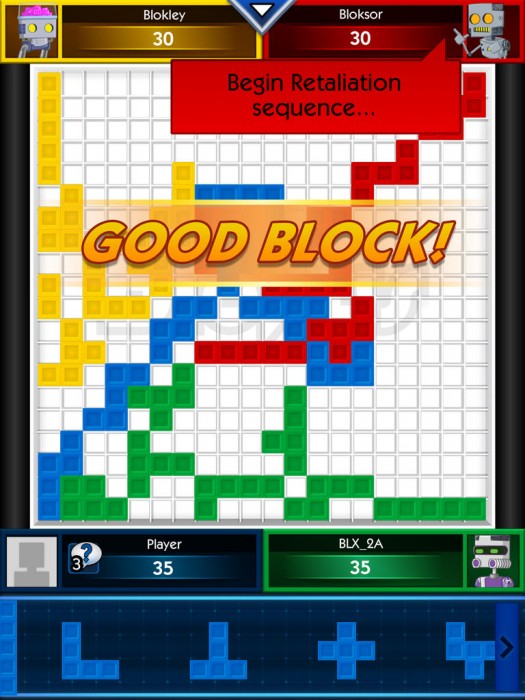 Blokley
30
Bloksor
30
Begin Retaliation
sequence...
GOOD BLOCK!
Player
3
?
35
BLX_2A
35